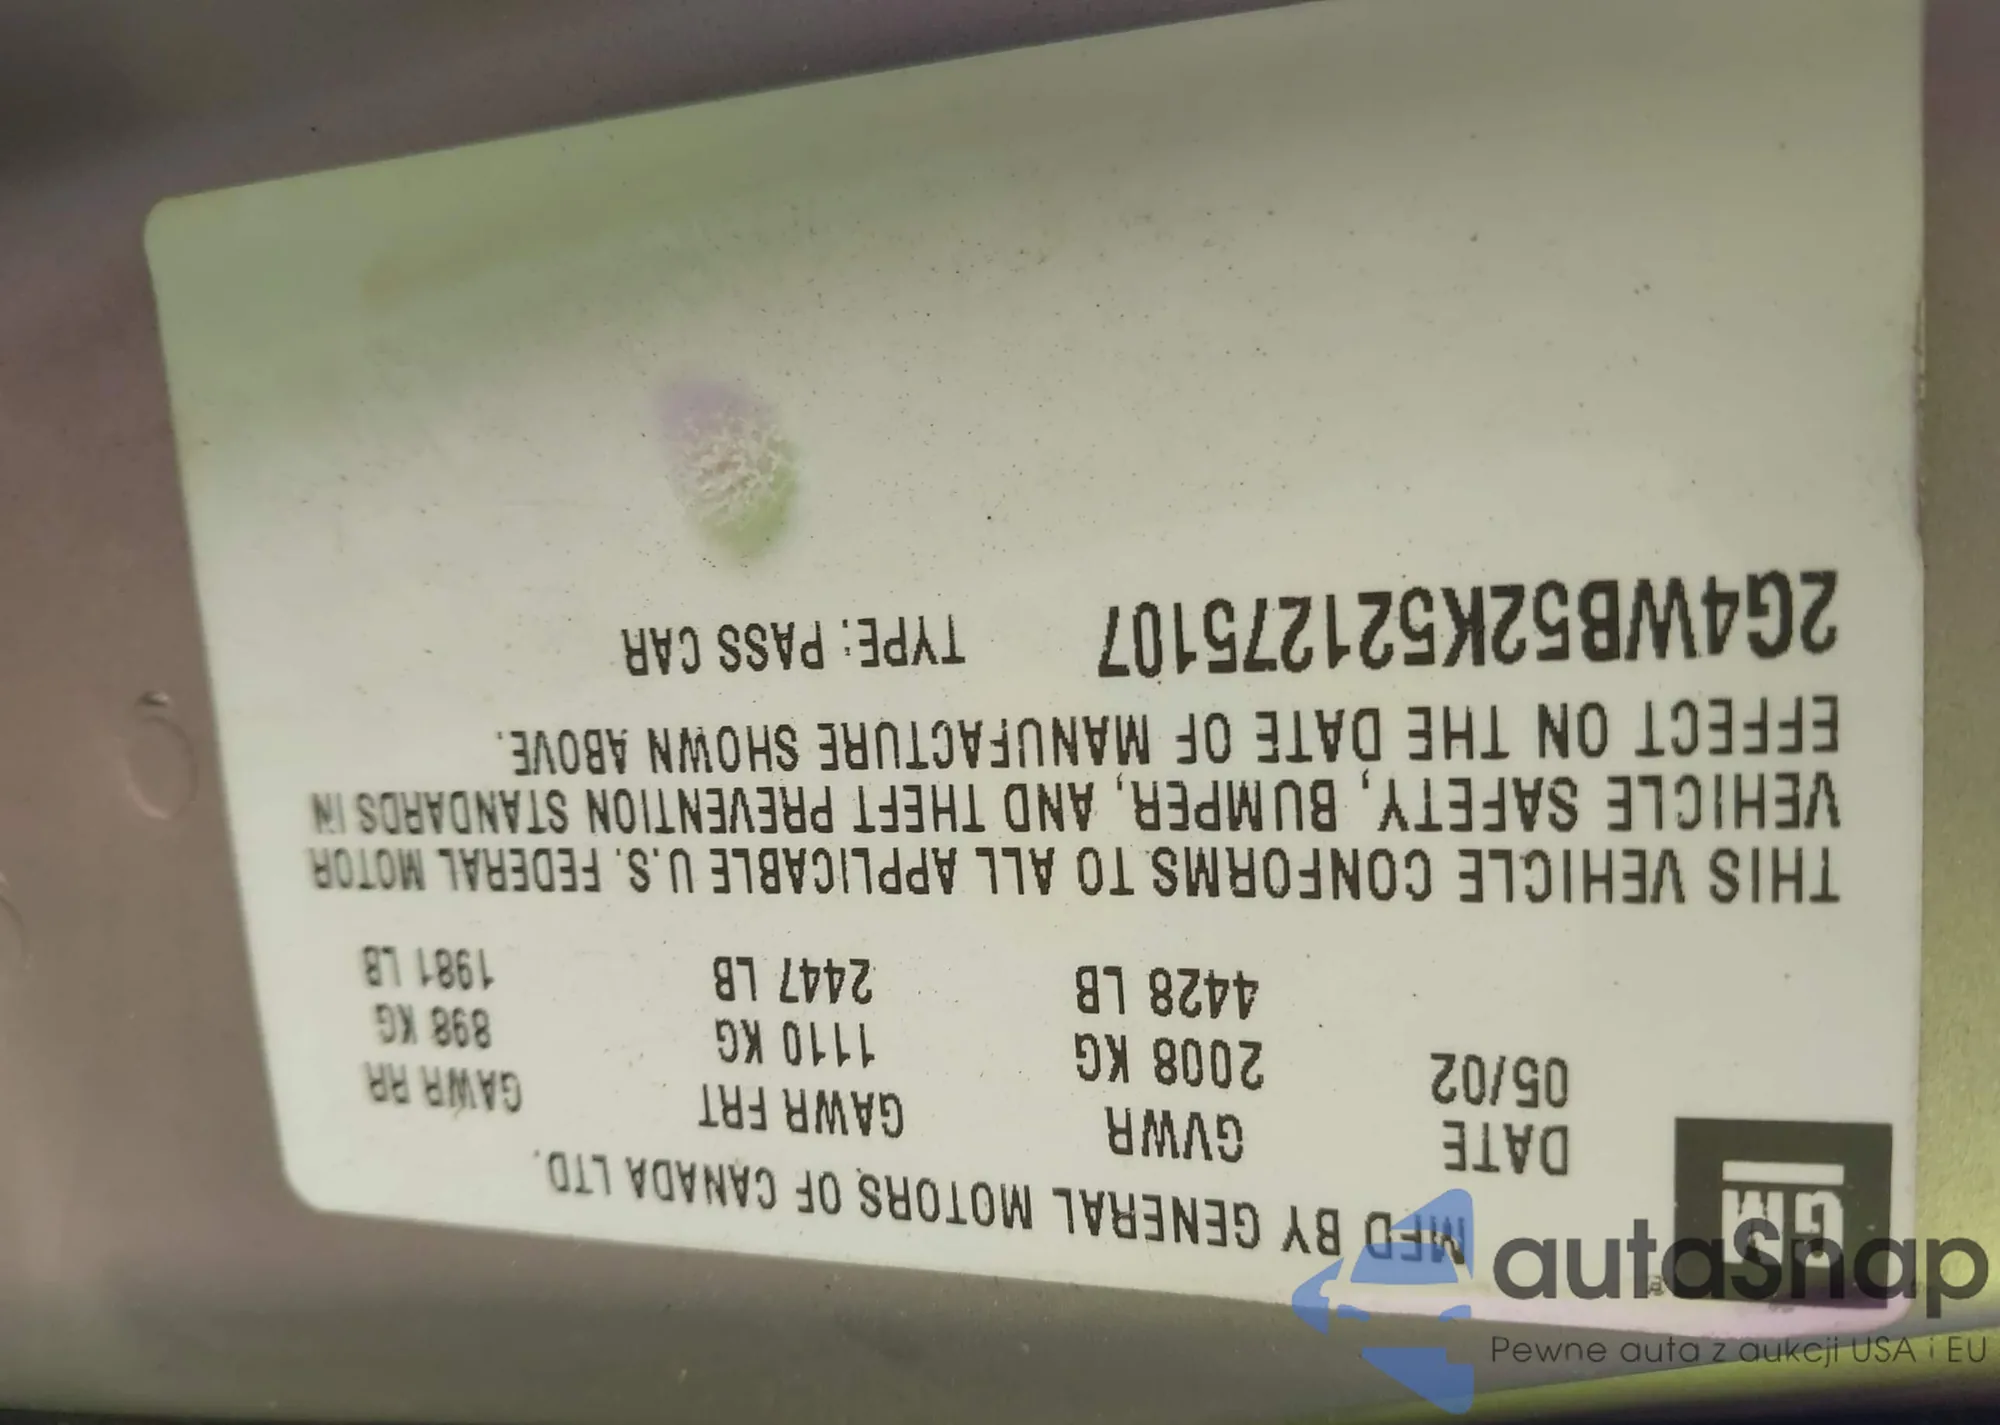 GM
MFD BY GENERAL MOTORS OF CANADA LTD.
DATE GVWR GAWR FRT GAWR RR
05/02 2008 KG 1110 KG 898 KG
4428 LB 2447 LB 1981 LB
THIS VEHICLE CONFORMS TO ALL APPLICABLE U.S. FEDERAL MOTOR
VEHICLE SAFETY, BUMPER, AND THEFT PREVENTION STANDARDS IN
EFFECT ON THE DATE OF MANUFACTURE SHOWN ABOVE.
2G4WB52K521275107 TYPE: PASS CAR
autaSnap
Pewne auta z aukcji USA i EU